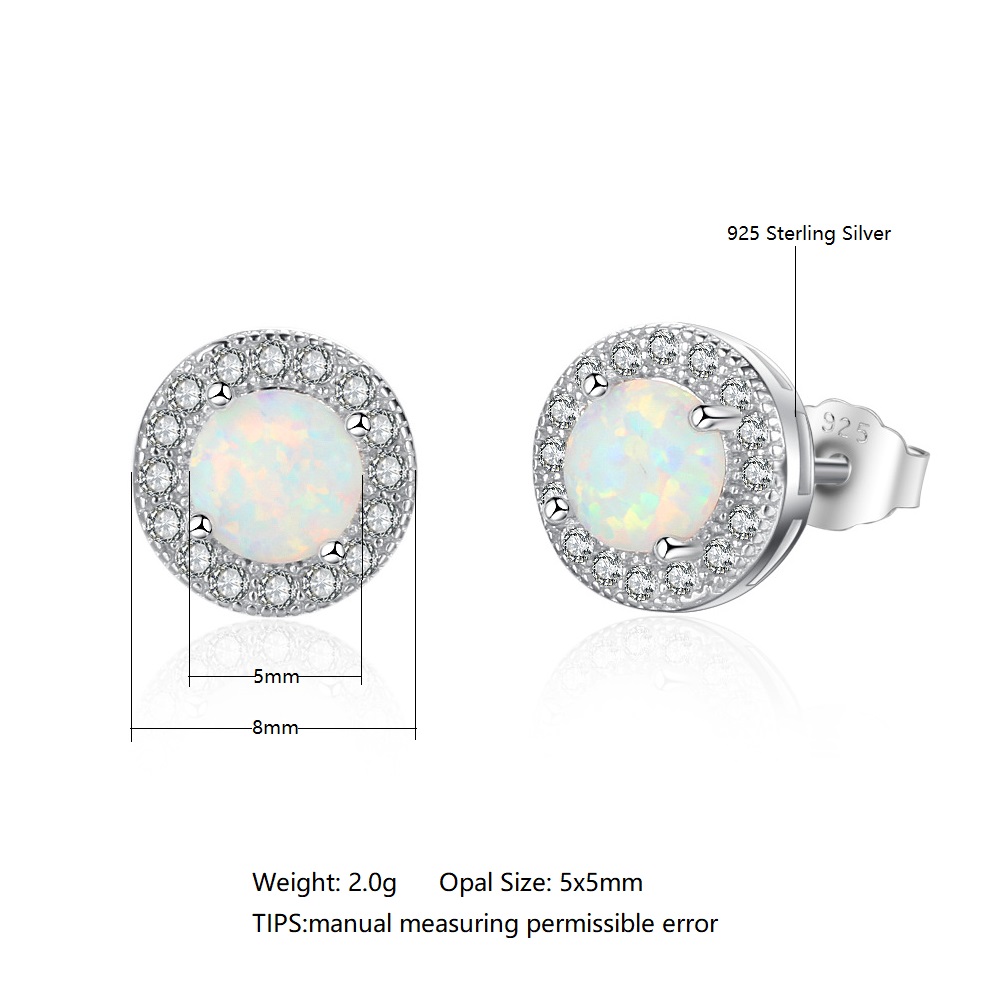 925 Sterling Silver
925
5mm
8mm
Weight: 2.0g Opal Size: 5x5mm
TIPS:manual measuring permissible error